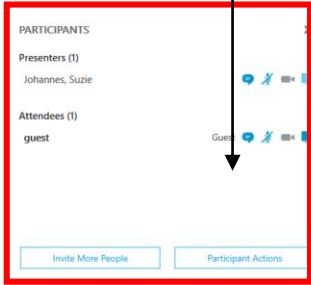 PARTICIPANTS
Presenters (1)
Johannes, Suzie
Attendees (1)
guest Guest
Invite More People Participant Actions